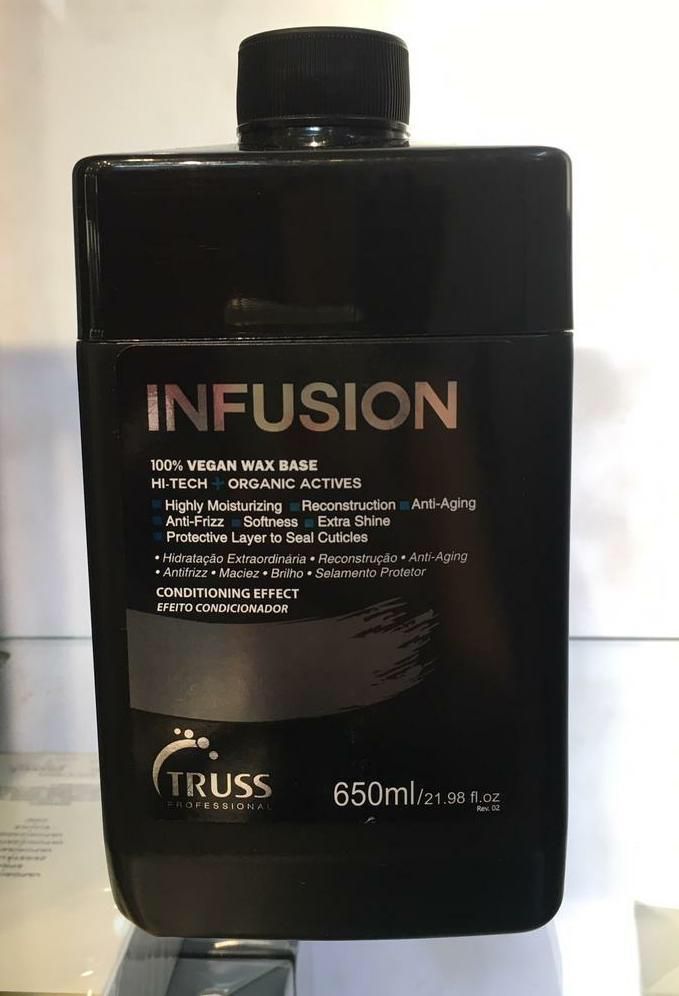 INFUSION
100% VEGAN WAX BASE
HI-TECH + ORGANIC ACTIVES
Highly Moisturizing Reconstruction Anti-Aging
Anti-Frizz Softness Extra Shine
Protective Layer to Seal Cuticles
• Hidratação Extraordinária • Reconstrução • Anti-Aging
• Antifrizz • Maciez • Brilho • Selamento Protetor
CONDITIONING EFFECT
EFEITO CONDICIONADOR
TRUSS
PROFESSIONAL
650ml/21.98 fl.oz
Rev. 02